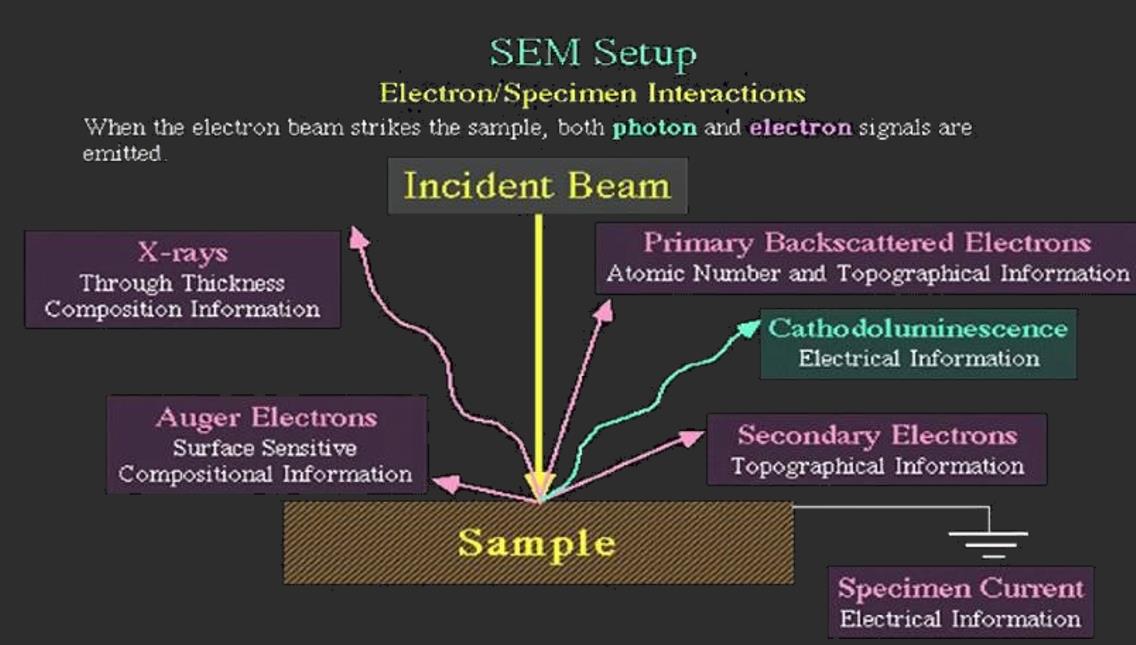 SEM Setup
Electron/Specimen Interactions
When the electron beam strikes the sample, both photon and electron signals are
emitted.
Incident Beam
X-rays
Through Thickness
Composition Information
Primary Backscattered Electrons
Atomic Number and Topographical Information
Cathodoluminescence
Electrical Information
Auger Electrons
Surface Sensitive
Compositional Information
Secondary Electrons
Topographical Information
Sample
Specimen Current
Electrical Information